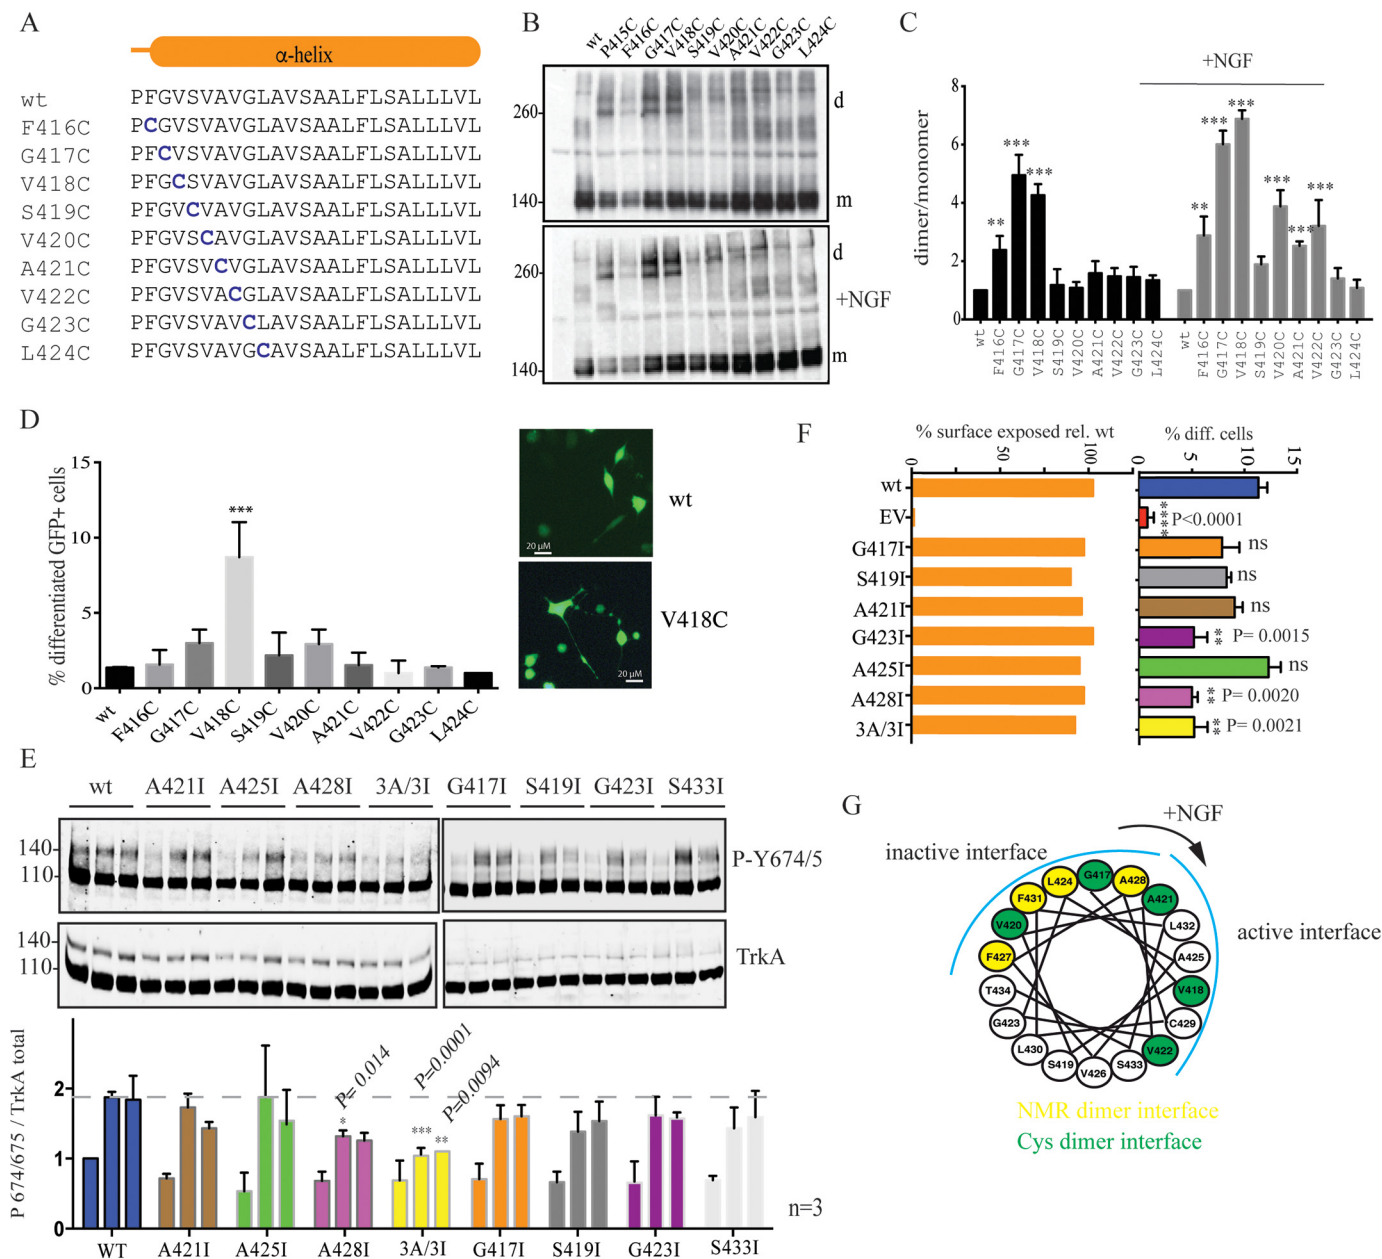 A
α-helix
wt PFGVSVAVGLAVSAALFLSALLLVL
F416C PCGVSVAVGLAVSAALFLSALLLVL
G417C PFCVSVAVGLAVSAALFLSALLLVL
V418C PFGCSVAVGLAVSAALFLSALLLVL
S419C PFGVCVAVGLAVSAALFLSALLLVL
V420C PFGVSCAVGLAVSAALFLSALLLVL
A421C PFGVSVCVGLAVSAALFLSALLLVL
V422C PFGVSVACGLAVSAALFLSALLLVL
G423C PFGVSVAVCLAVSAALFLSALLLVL
L424C PFGVSVAVGCAVSAALFLSALLLVL
B
wt P415C F416C G417C V418C S419C V420C A421C V422C G423C L424C
260
d
140
m
260
d
+NGF
140
m
C
+NGF
dimer/monomer
8
6
4
2
0
** *** *** ** *** *** *** *** ***
wt F416C G417C V418C S419C V420C A421C V422C G423C L424C wt F416C G417C V418C S419C V420C A421C V422C G423C L424C
D
% differentiated GFP+ cells
15
10
5
0
***
wt F416C G417C V418C S419C V420C A421C V422C G423C L424C
wt
20 µM
V418C
20 µM
E
wt A421I A425I A428I 3A/3I G417I S419I G423I S433I
140
110
P-Y674/5
140
110
TrkA
P 674/675 / TrkA total
2
1
0
* P= 0.014
*** P=0.0001
** P=0.0094
n=3
WT A421I A425I A428I 3A/3I G417I S419I G423I S433I
F
% surface exposed rel. wt
% diff. cells
0 50 100
0 5 10 15
wt
EV **** P<0.0001
G417I ns
S419I ns
A421I ns
G423I ** P= 0.0015
A425I ns
A428I ** P= 0.0020
3A/3I ** P= 0.0021
G
+NGF
inactive interface
active interface
G417
A428
A421
L432
A425
V418
C429
V422
S433
V426
S419
L430
G423
T434
F427
V420
F431
L424
NMR dimer interface
Cys dimer interface